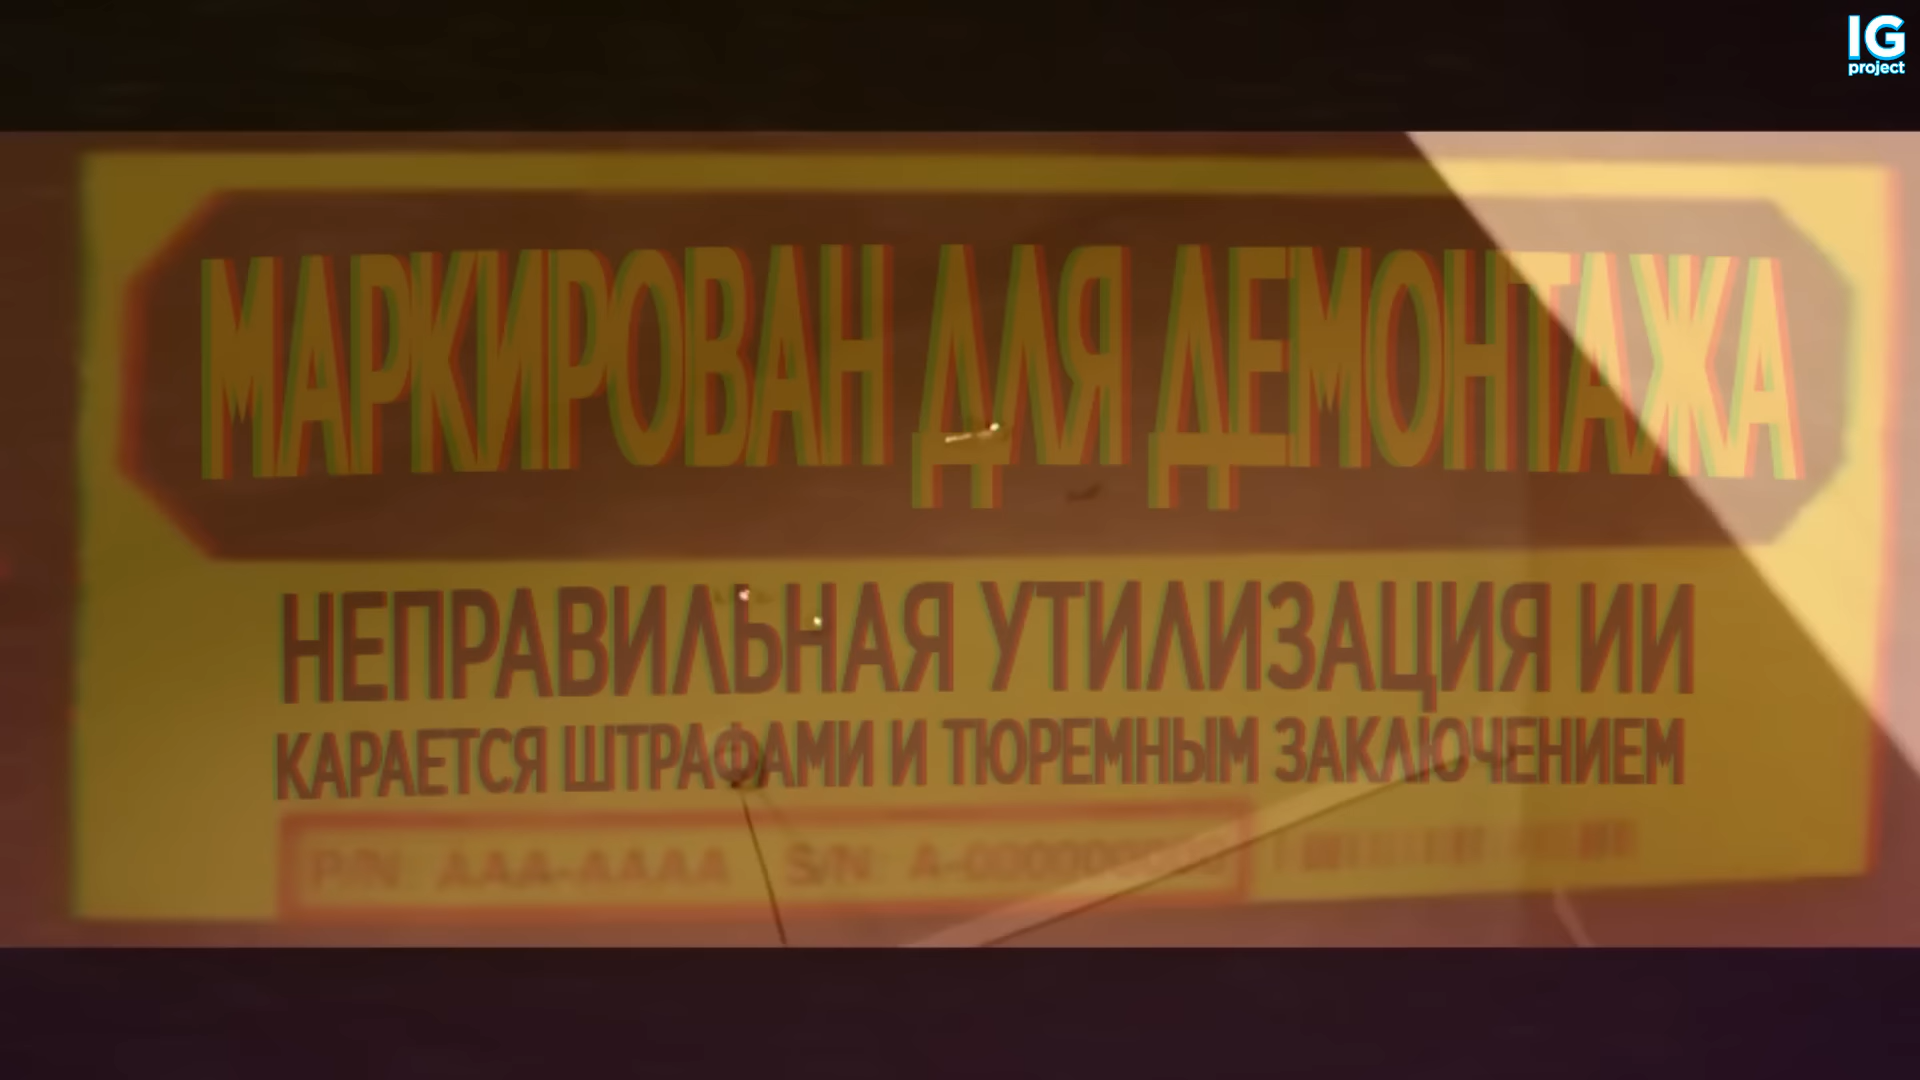 IG
project
МАРКИРОВАН ДЛЯ ДЕМОНТАЖА
НЕПРАВИЛЬНАЯ УТИЛИЗАЦИЯ ИИ
КАРАЕТСЯ ШТРАФАМИ И ТЮРЕМНЫМ ЗАКЛЮЧЕНИЕМ
P/N: AAA-AAAA S/N: